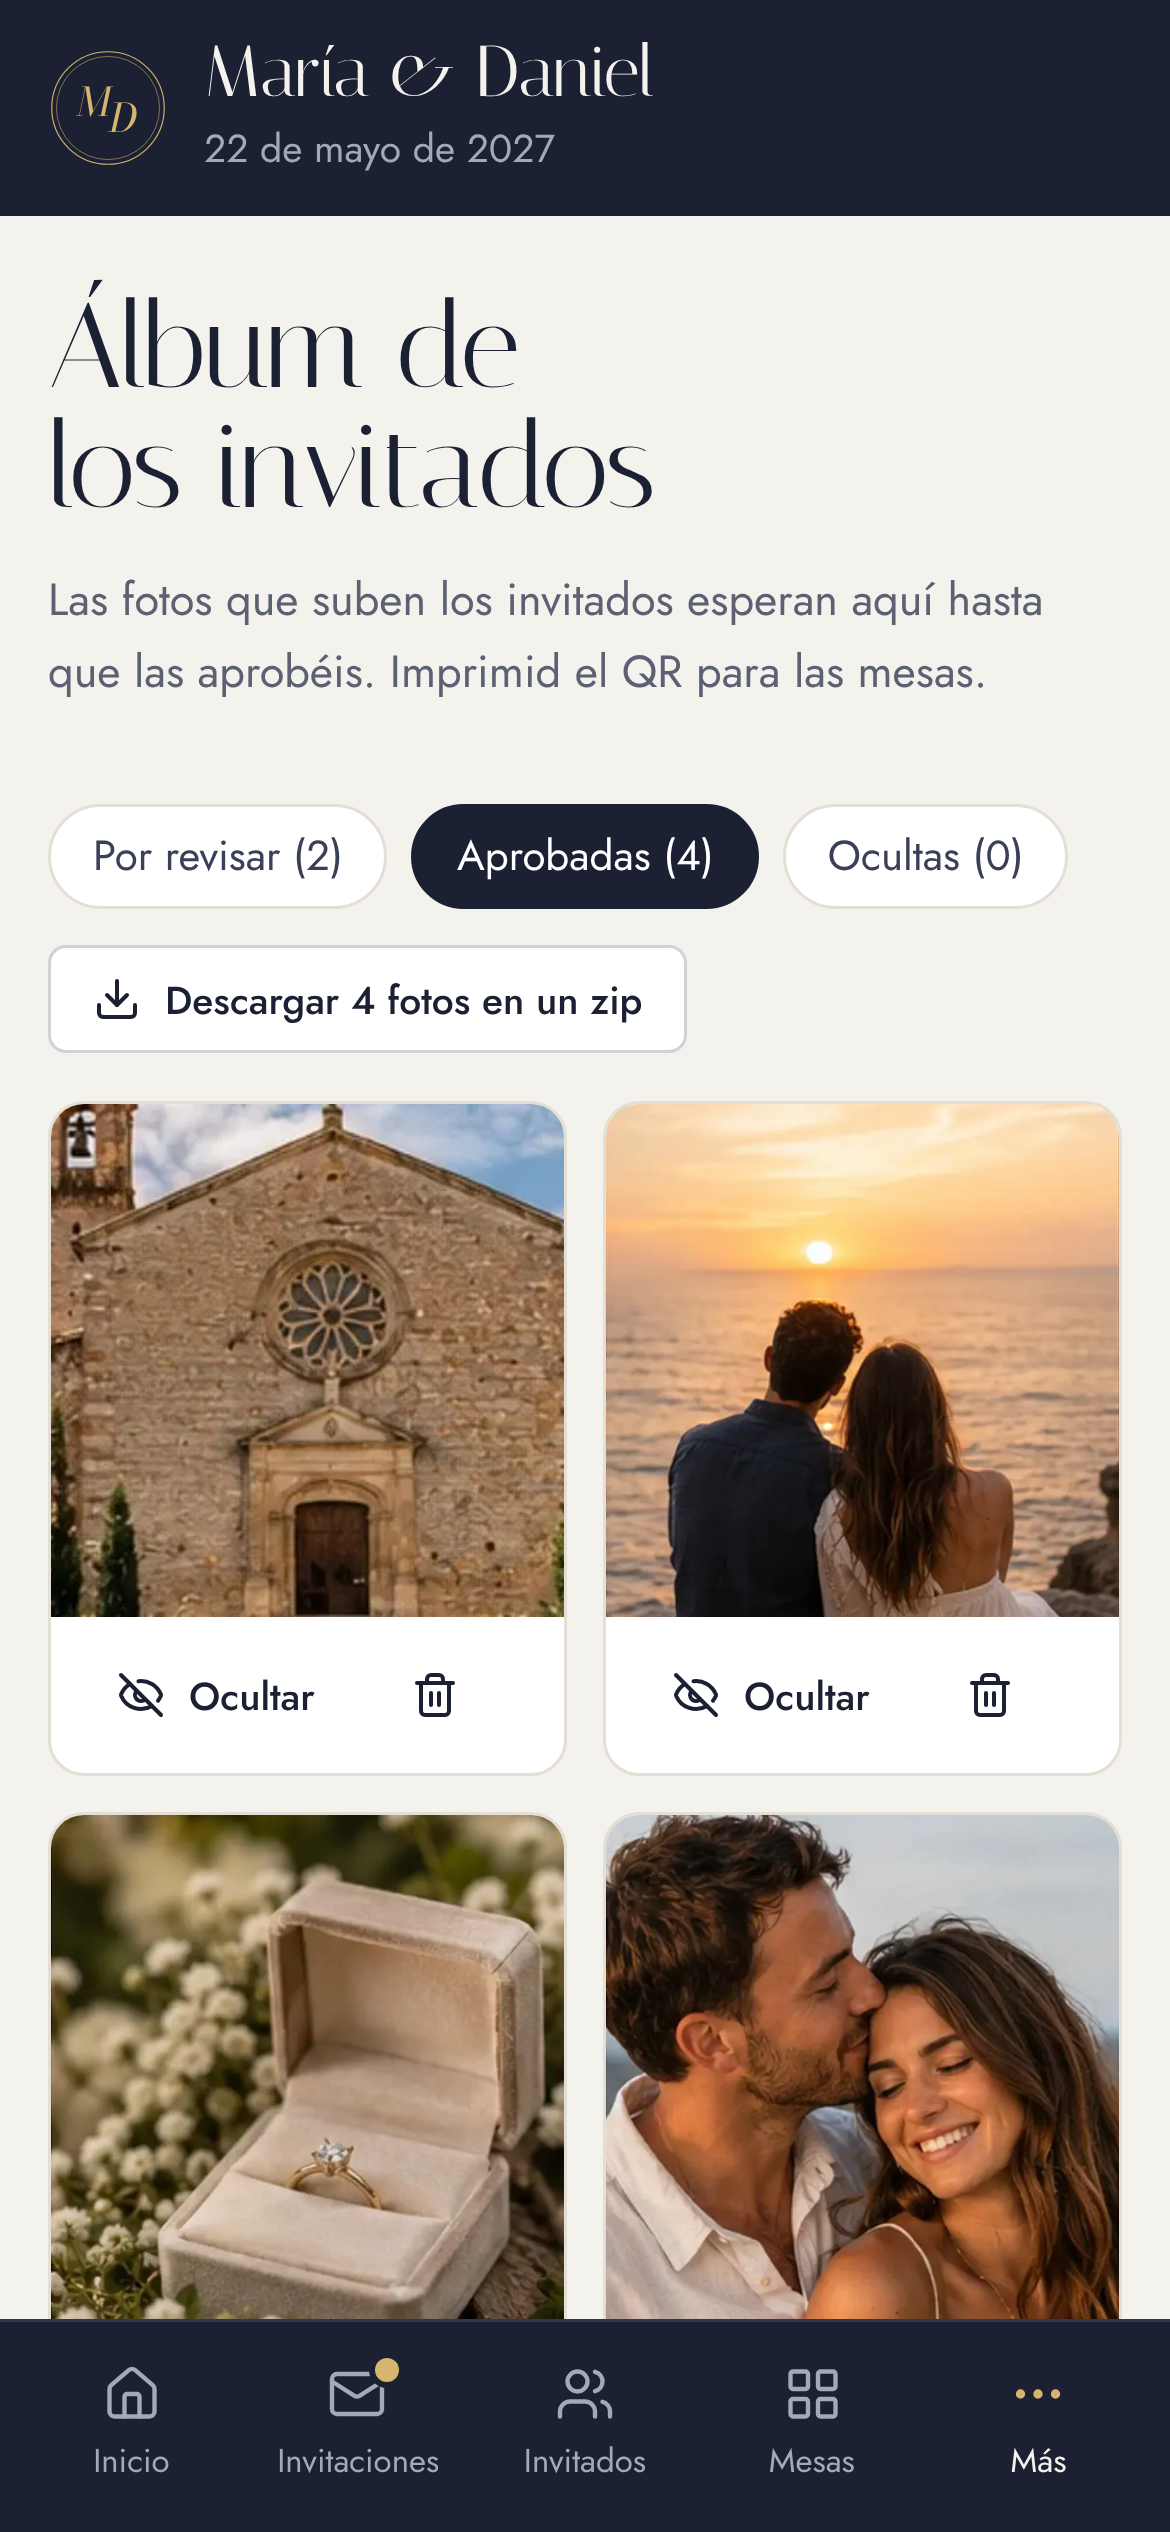 MD
María & Daniel
22 de mayo de 2027
Álbum de
los invitados
Las fotos que suben los invitados esperan aquí hasta
que las aprobéis. Imprimid el QR para las mesas.
Por revisar (2)
Aprobadas (4)
Ocultas (0)
Descargar 4 fotos en un zip
Ocultar
Ocultar
Inicio
Invitaciones
Invitados
Mesas
Más